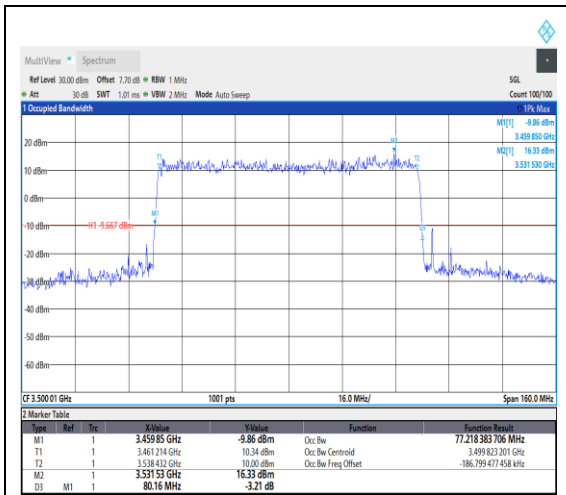 MultiView Spectrum
Ref Level 30.00 dBm Offset 7.70 dB RBW 1 MHz SGL
Att 30 dB SWT 1.01 ms VBW 2 MHz Mode Auto Sweep Count 100/100
1 Occupied Bandwidth 1Pk Max
M1[1] -9.86 dBm
3.459 850 GHz
M2[1] 16.33 dBm
3.531 530 GHz
20 dBm
M2
T1
T2
10 dBm
0 dBm
M1
-10 dBm
H1 -9.667 dBm
-20 dBm
-30 dBm
-40 dBm
-50 dBm
-60 dBm
CF 3.500 01 GHz 1001 pts 16.0 MHz/ Span 160.0 MHz
2 Marker Table
Type Ref Trc X-Value Y-Value Function Function Result
M1 1 3.459 85 GHz -9.86 dBm Occ Bw 77.218 383 706 MHz
T1 1 3.461 214 GHz 10.34 dBm Occ Bw Centroid 3.499 823 201 GHz
T2 1 3.538 432 GHz 10.00 dBm Occ Bw Freq Offset -186.799 477 458 kHz
M2 1 3.531 53 GHz 16.33 dBm
D3 M1 1 80.16 MHz -3.21 dB